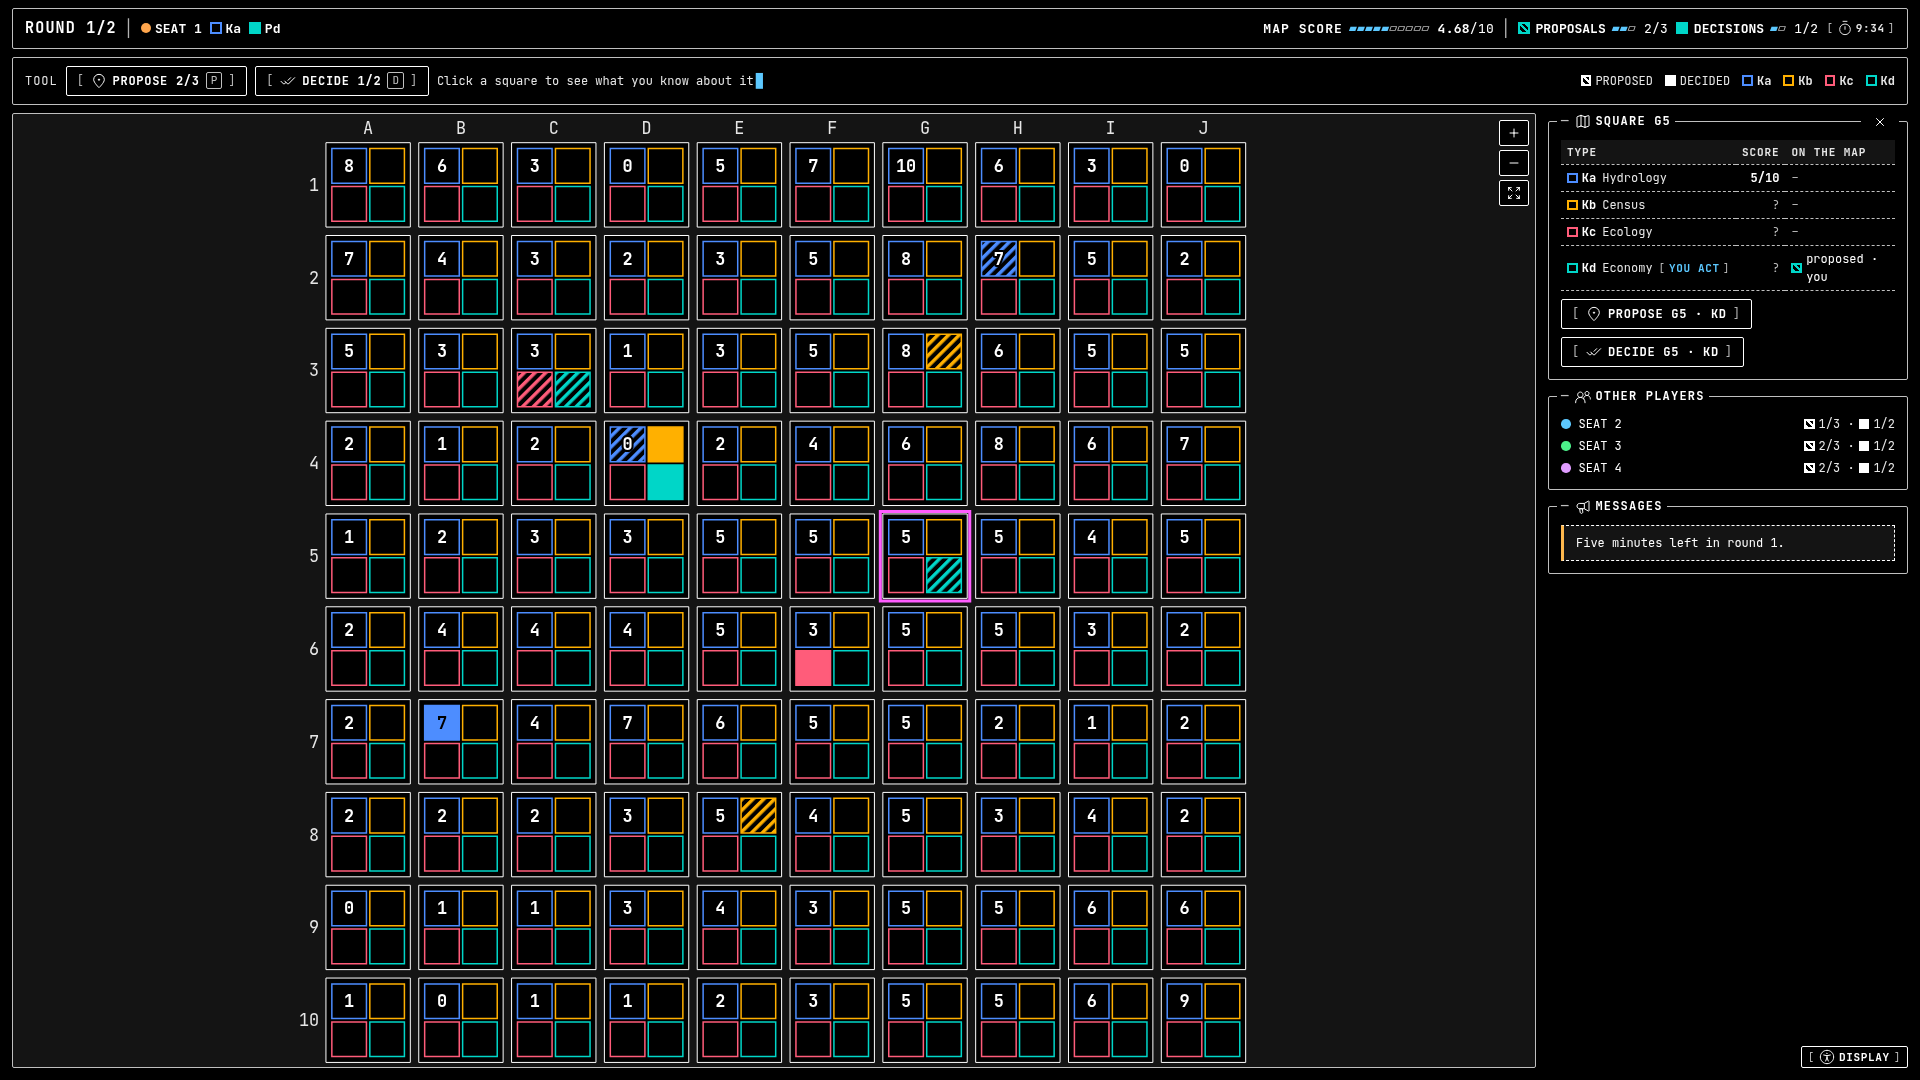 ROUND 1/2 SEAT 1 Ka Pd MAP SCORE 4.68/10 PROPOSALS 2/3 DECISIONS 1/2 [ 9:34 ]
TOOL [ PROPOSE 2/3 P ] [ DECIDE 1/2 D ] Click a square to see what you know about it PROPOSED DECIDED Ka Kb Kc Kd
A B C D E F G H I J
1 8 6 3 0 5 7 10 6 3 0
2 7 4 3 2 3 5 8 7 5 2
3 5 3 3 1 3 5 8 6 5 5
4 2 1 2 0 2 4 6 8 6 7
5 1 2 3 3 5 5 5 5 4 5
6 2 4 4 4 5 3 5 5 3 2
7 2 7 4 7 6 5 5 2 1 2
8 2 2 2 3 5 4 5 3 4 2
9 0 1 1 3 4 3 5 5 6 6
10 1 0 1 1 2 3 5 5 6 9
+
−
SQUARE G5
TYPE SCORE ON THE MAP
Ka Hydrology 5/10 –
Kb Census ? –
Kc Ecology ? –
Kd Economy [ YOU ACT ] ? proposed ·
you
[ PROPOSE G5 · KD ]
[ DECIDE G5 · KD ]
OTHER PLAYERS
SEAT 2 1/3 · 1/2
SEAT 3 2/3 · 1/2
SEAT 4 2/3 · 1/2
MESSAGES
Five minutes left in round 1.
[ DISPLAY ]